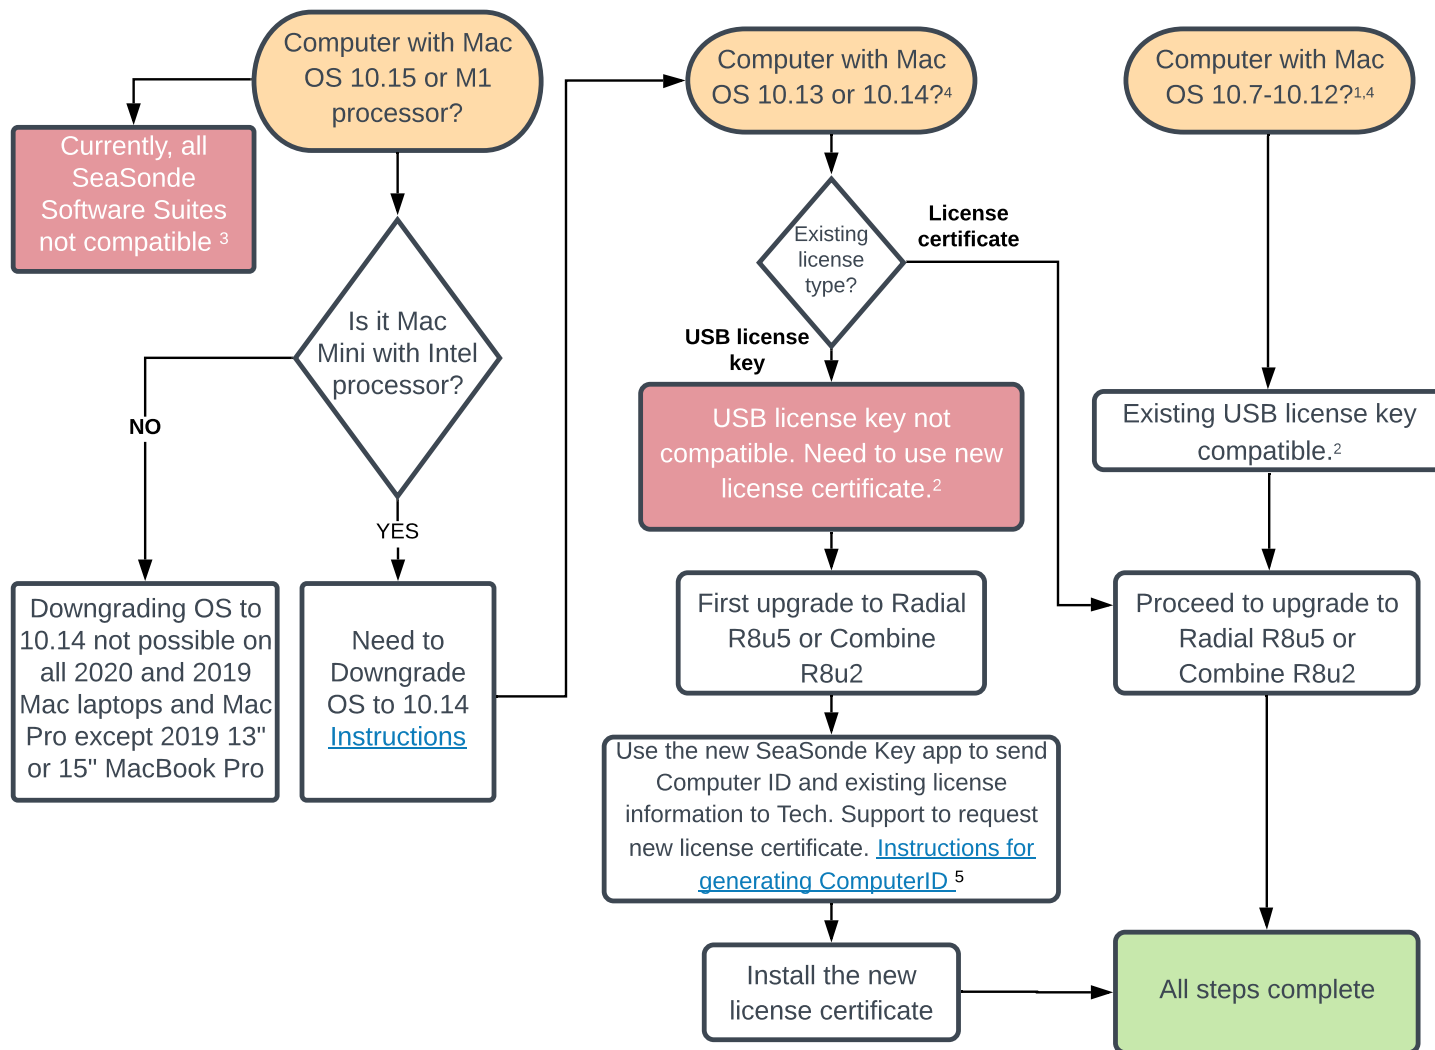 Computer with Mac
OS 10.15 or M1
processor?
Currently, all
SeaSonde
Software Suites
not compatible 3
Is it Mac
Mini with Intel
processor?
NO
YES
Downgrading OS to
10.14 not possible on
all 2020 and 2019
Mac laptops and Mac
Pro except 2019 13"
or 15" MacBook Pro
Need to
Downgrade
OS to 10.14
Instructions
Computer with Mac
OS 10.13 or 10.14?4
Existing
license
type?
License
certificate
USB license
key
USB license key not
compatible. Need to use new
license certificate.2
First upgrade to Radial
R8u5 or Combine
R8u2
Use the new SeaSonde Key app to send
Computer ID and existing license
information to Tech. Support to request
new license certificate. Instructions for
generating ComputerID 5
Install the new
license certificate
Computer with Mac
OS 10.7-10.12?1,4
Existing USB license key
compatible.2
Proceed to upgrade to
Radial R8u5 or
Combine R8u2
All steps complete